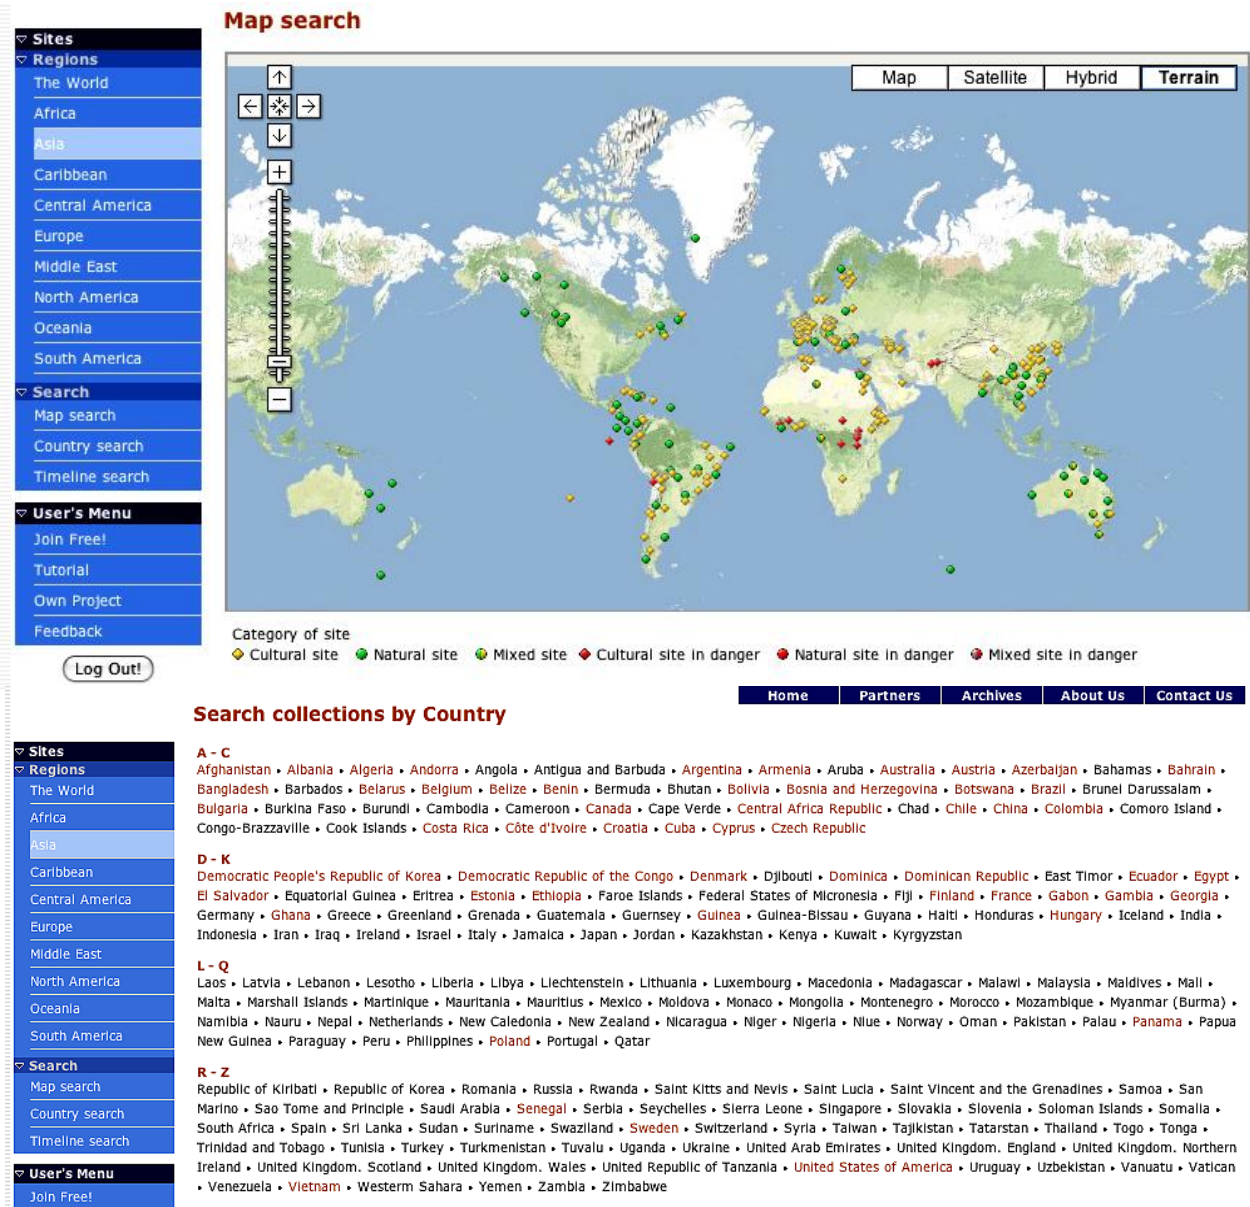 Map search
▽ Sites
▽ Regions
The World
Africa
Asia
Caribbean
Central America
Europe
Middle East
North America
Oceania
South America
▽ Search
Map search
Country search
Timeline search
▽ User's Menu
Join Free!
Tutorial
Own Project
Feedback
Log Out!
Map Satellite Hybrid Terrain
Category of site
Cultural site Natural site Mixed site Cultural site in danger Natural site in danger Mixed site in danger
Home Partners Archives About Us Contact Us
Search collections by Country
▽ Sites
▽ Regions
The World
Africa
Asia
Caribbean
Central America
Europe
Middle East
North America
Oceania
South America
▽ Search
Map search
Country search
Timeline search
▽ User's Menu
Join Free!
A - C
Afghanistan • Albania • Algeria • Andorra • Angola • Antigua and Barbuda • Argentina • Armenia • Aruba • Australia • Austria • Azerbaijan • Bahamas • Bahrain •
Bangladesh • Barbados • Belarus • Belgium • Belize • Benin • Bermuda • Bhutan • Bolivia • Bosnia and Herzegovina • Botswana • Brazil • Brunei Darussalam •
Bulgaria • Burkina Faso • Burundi • Cambodia • Cameroon • Canada • Cape Verde • Central Africa Republic • Chad • Chile • China • Colombia • Comoro Island •
Congo-Brazzaville • Cook Islands • Costa Rica • Côte d'Ivoire • Croatia • Cuba • Cyprus • Czech Republic
D - K
Democratic People's Republic of Korea • Democratic Republic of the Congo • Denmark • Djibouti • Dominica • Dominican Republic • East Timor • Ecuador • Egypt •
El Salvador • Equatorial Guinea • Eritrea • Estonia • Ethiopia • Faroe Islands • Federal States of Micronesia • Fiji • Finland • France • Gabon • Gambia • Georgia •
Germany • Ghana • Greece • Greenland • Grenada • Guatemala • Guernsey • Guinea • Guinea-Bissau • Guyana • Haiti • Honduras • Hungary • Iceland • India •
Indonesia • Iran • Iraq • Ireland • Israel • Italy • Jamaica • Japan • Jordan • Kazakhstan • Kenya • Kuwait • Kyrgyzstan
L - Q
Laos • Latvia • Lebanon • Lesotho • Liberia • Libya • Liechtenstein • Lithuania • Luxembourg • Macedonia • Madagascar • Malawi • Malaysia • Maldives • Mali •
Malta • Marshall Islands • Martinique • Mauritania • Mauritius • Mexico • Moldova • Monaco • Mongolia • Montenegro • Morocco • Mozambique • Myanmar (Burma) •
Namibia • Nauru • Nepal • Netherlands • New Caledonia • New Zealand • Nicaragua • Niger • Nigeria • Niue • Norway • Oman • Pakistan • Palau • Panama • Papua
New Guinea • Paraguay • Peru • Philippines • Poland • Portugal • Qatar
R - Z
Republic of Kiribati • Republic of Korea • Romania • Russia • Rwanda • Saint Kitts and Nevis • Saint Lucia • Saint Vincent and the Grenadines • Samoa • San
Marino • Sao Tome and Principle • Saudi Arabia • Senegal • Serbia • Seychelles • Sierra Leone • Singapore • Slovakia • Slovenia • Soloman Islands • Somalia •
South Africa • Spain • Sri Lanka • Sudan • Suriname • Swaziland • Sweden • Switzerland • Syria • Taiwan • Tajikistan • Tatarstan • Thailand • Togo • Tonga •
Trinidad and Tobago • Tunisia • Turkey • Turkmenistan • Tuvalu • Uganda • Ukraine • United Arab Emirates • United Kingdom. England • United Kingdom. Northern
Ireland • United Kingdom. Scotland • United Kingdom. Wales • United Republic of Tanzania • United States of America • Uruguay • Uzbekistan • Vanuatu • Vatican
• Venezuela • Vietnam • Westerm Sahara • Yemen • Zambia • Zimbabwe